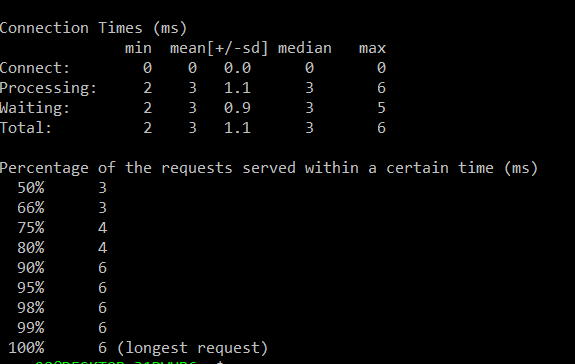 Connection Times (ms)
min mean[+/-sd] median max
Connect: 0 0 0.0 0 0
Processing: 2 3 1.1 3 6
Waiting: 2 3 0.9 3 5
Total: 2 3 1.1 3 6
Percentage of the requests served within a certain time (ms)
50% 3
66% 3
75% 4
80% 4
90% 6
95% 6
98% 6
99% 6
100% 6 (longest request)